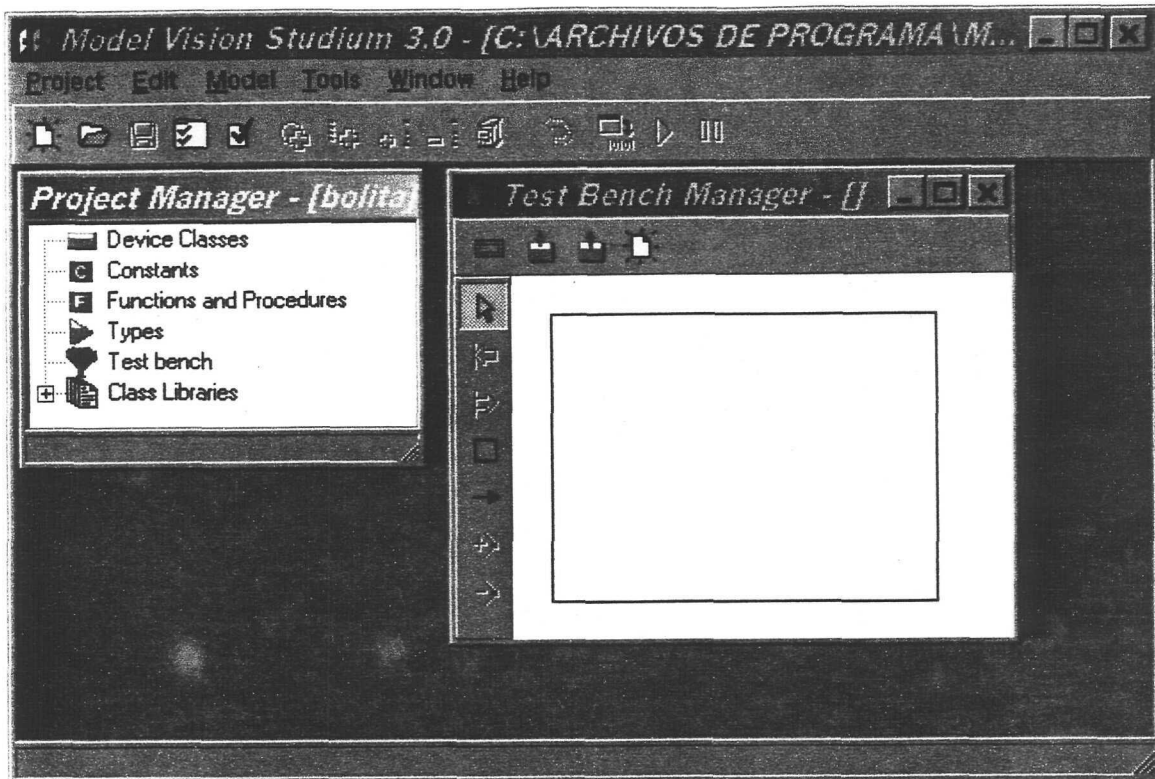 Model Vision Studium 3.0 - [C:\ARCHIVOS DE PROGRAMA\M...
Project Edit Model Tools Window Help
Project Manager - [bolita]
Device Classes
C Constants
F Functions and Procedures
Types
Test bench
Class Libraries
Test Bench Manager - []